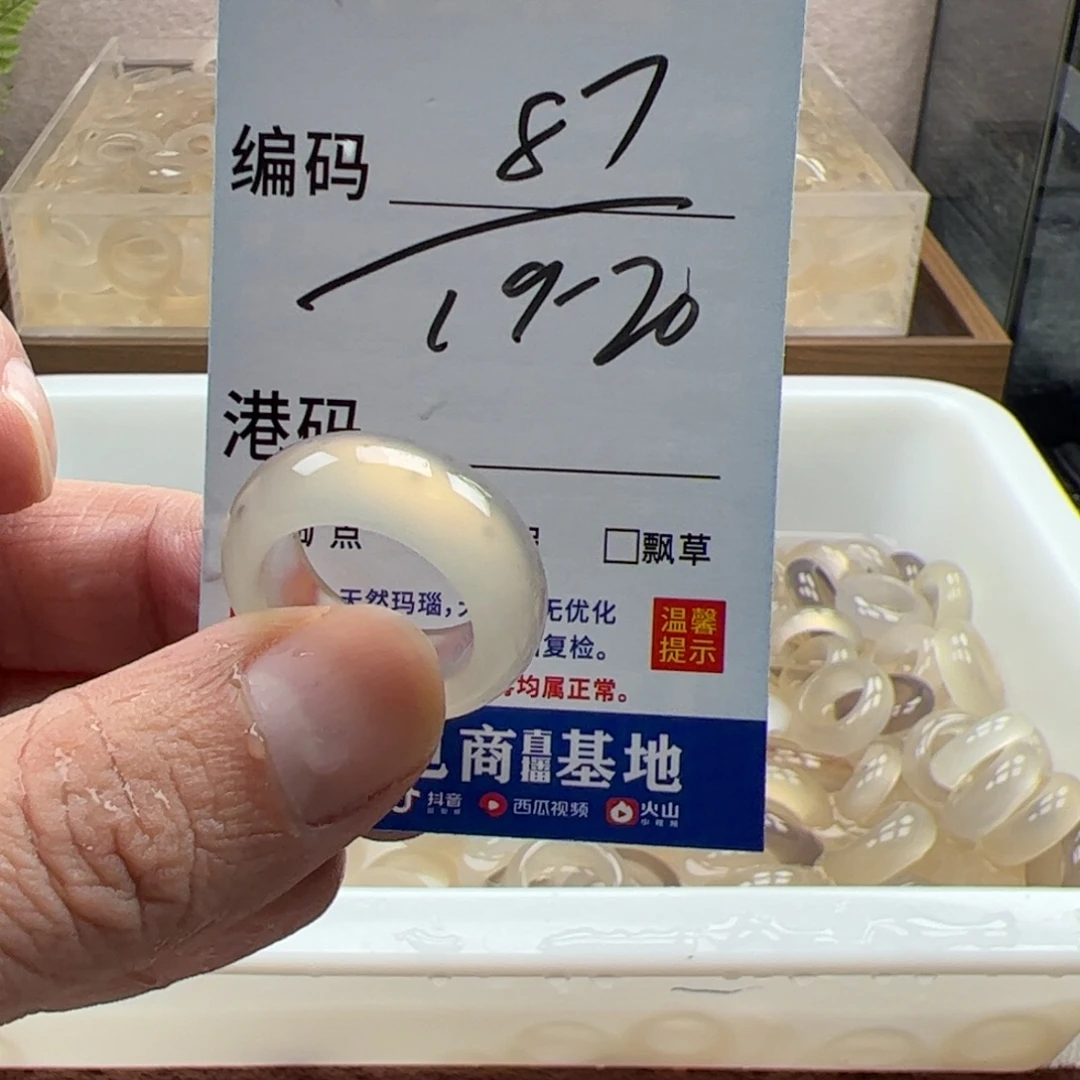 编码 87
19-20
港码
点 □飘草
天然玛瑙, 无优化
复检。
均属正常。
温馨
提示
商直播基地
抖音 西瓜视频 火山